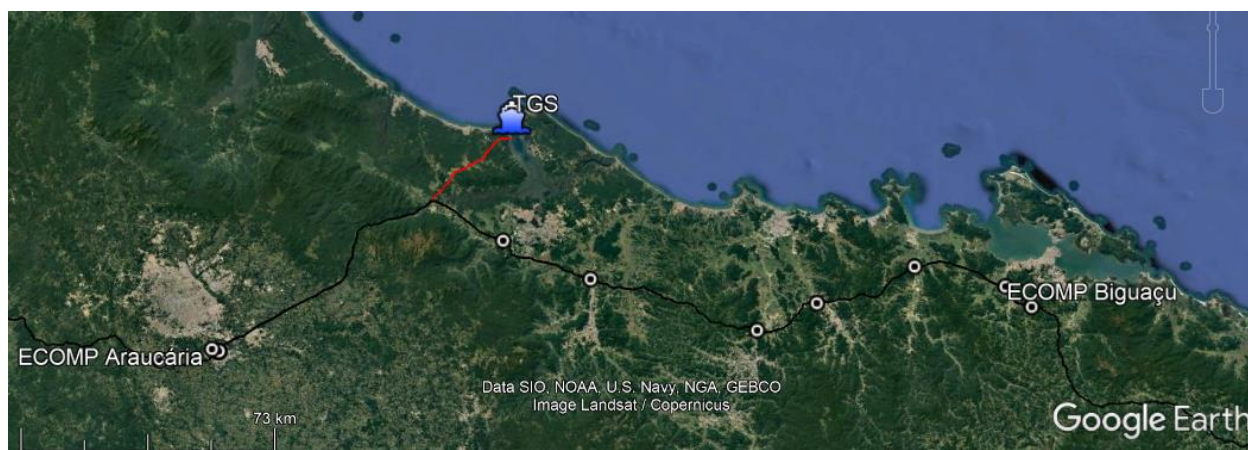 TGS
ECOMP Biguaçu
ECOMP Araucária
Data SIO, NOAA, U.S. Navy, NGA, GEBCO
Image Landsat / Copernicus
73 km
Google Earth